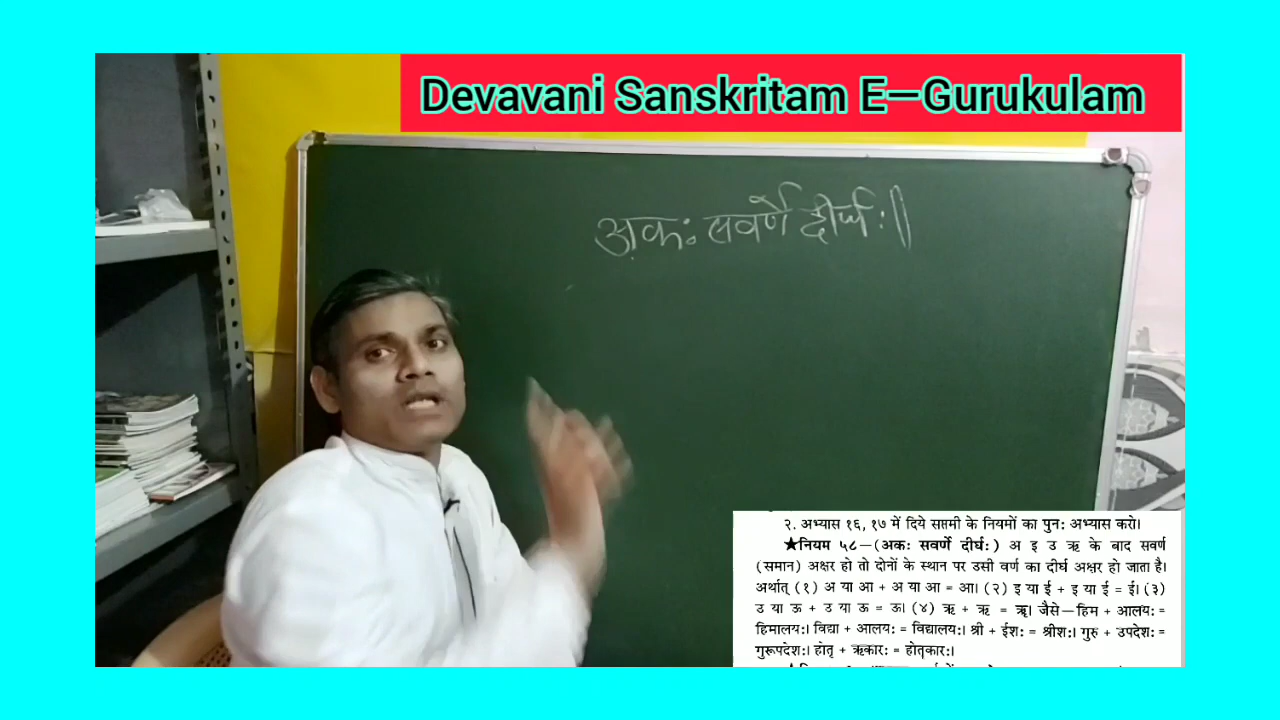 Devavani Sanskritam E—Gurukulam
अकः सवर्णे दीर्घः॥
२. अभ्यास १६, १७ में दिये सप्तमी के नियमों का पुनः अभ्यास करो।
★नियम ५८—(अकः सवर्णे दीर्घः) अ इ उ ऋ के बाद सवर्ण
(समान) अक्षर हो तो दोनों के स्थान पर उसी वर्ण का दीर्घ अक्षर हो जाता है।
अर्थात् (१) अ या आ + अ या आ = आ। (२) इ या ई + इ या ई = ई। (३)
उ या ऊ + उ या ऊ = ऊ। (४) ऋ + ऋ = ॠ। जैसे—हिम + आलयः =
हिमालयः। विद्या + आलयः = विद्यालयः। श्री + ईशः = श्रीशः। गुरु + उपदेशः =
गुरूपदेशः। होतृ + ऋकारः = होतॄकारः।